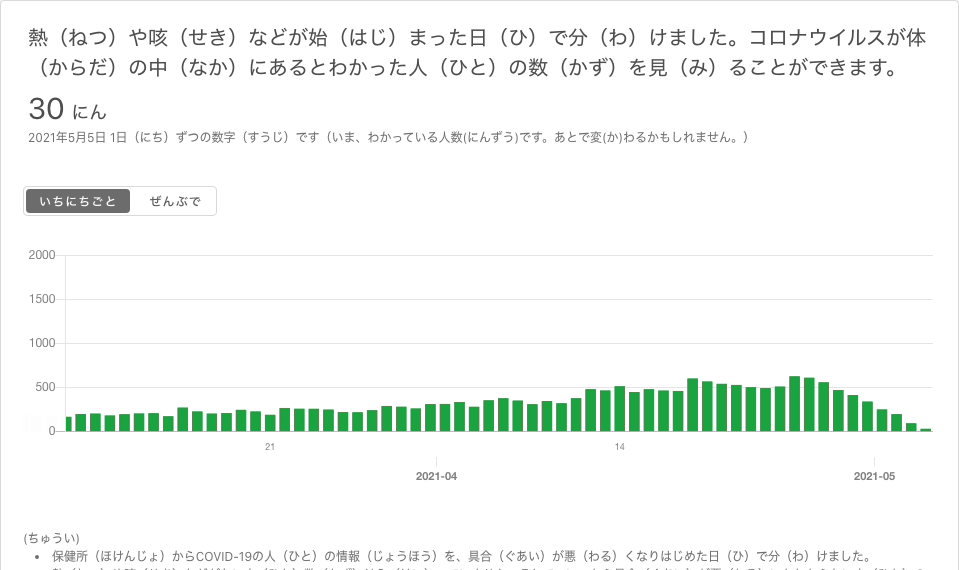 熱（ねつ）や咳（せき）などが始（はじ）まった日（ひ）で分（わ）けました。コロナウイルスが体
（からだ）の中（なか）にあるとわかった人（ひと）の数（かず）を見（み）ることができます。
30 にん
2021年5月5日 1日（にち）ずつの数字（すうじ）です（いま、わかっている人数(にんずう)です。あとで変(か)わるかもしれません。）
いちにちごと ぜんぶで
2000
1500
1000
500
0
21 14
2021-04 2021-05
(ちゅうい)
• 保健所（ほけんじょ）からCOVID-19の人（ひと）の情報（じょうほう）を、具合（ぐあい）が悪（わる）くなりはじめた日（ひ）で分（わ）けました。